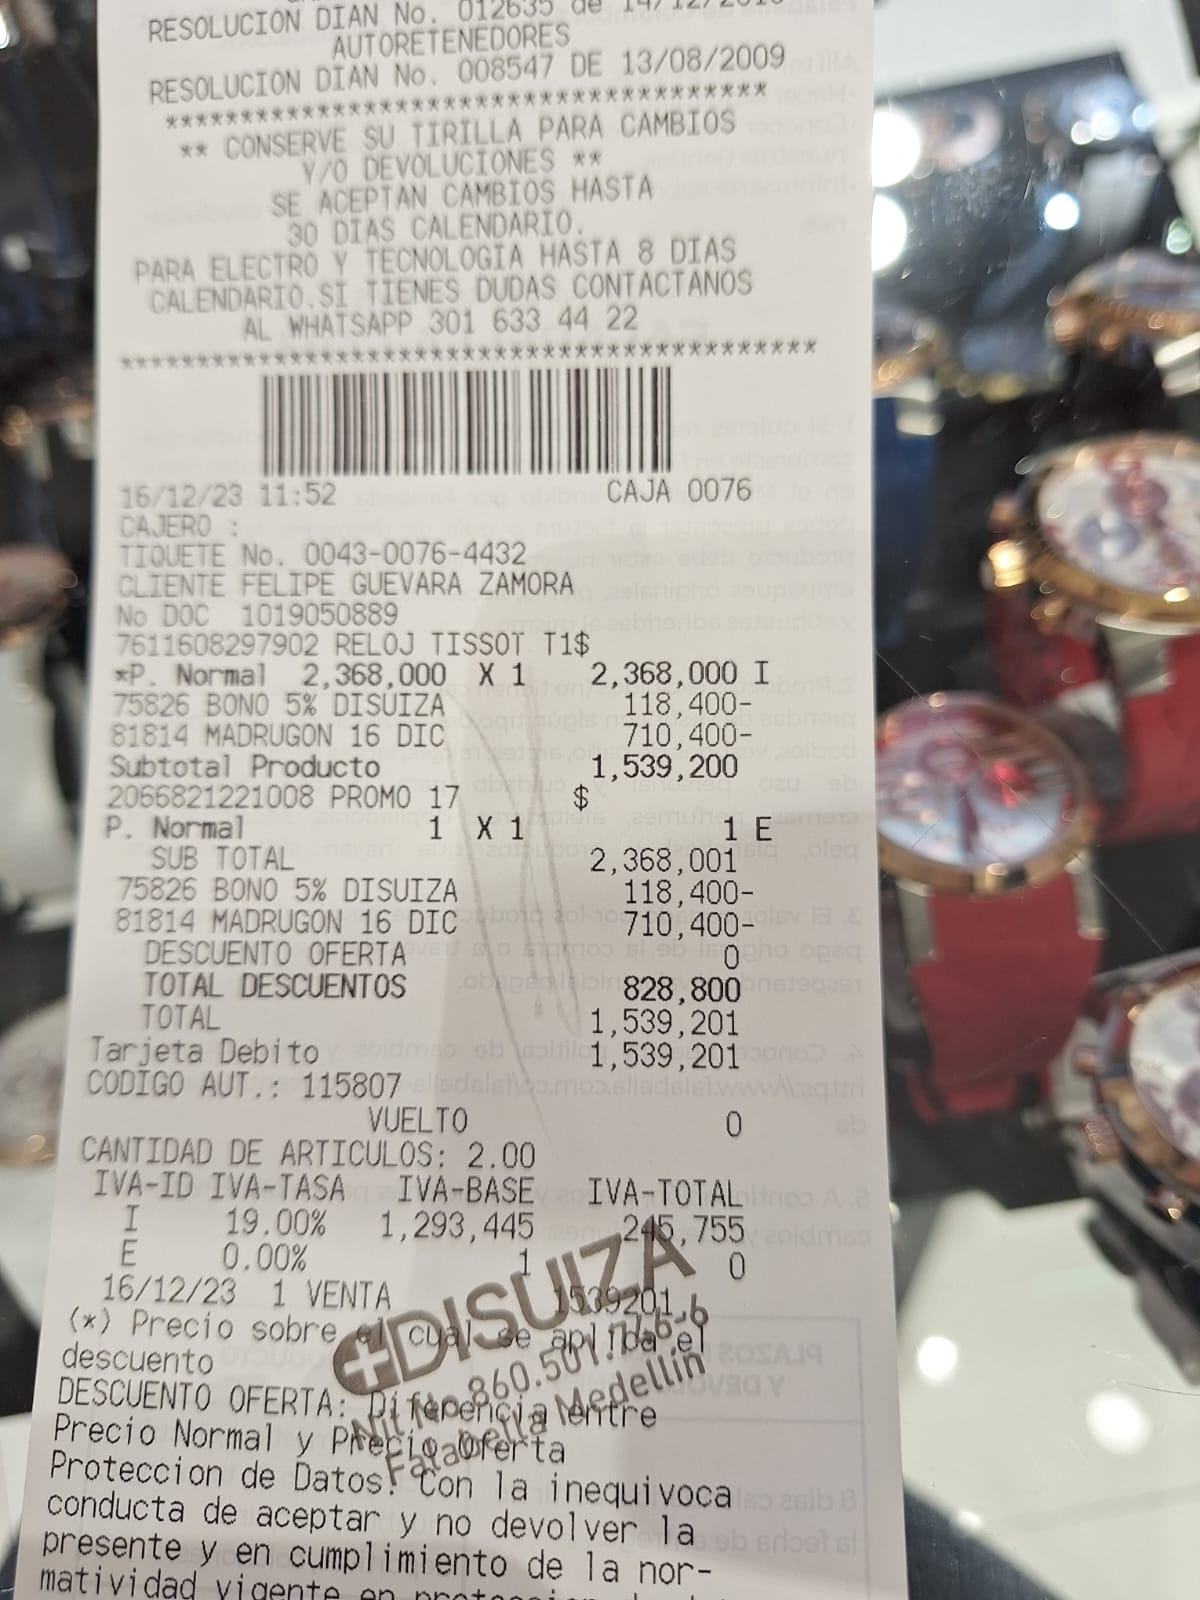 RESOLUCION DIAN No. 012635 de 14/12/2018
AUTORETENEDORES
RESOLUCION DIAN No. 008547 DE 13/08/2009
****************************************
** CONSERVE SU TIRILLA PARA CAMBIOS
Y/O DEVOLUCIONES **
SE ACEPTAN CAMBIOS HASTA
30 DIAS CALENDARIO.
PARA ELECTRO Y TECNOLOGIA HASTA 8 DIAS
CALENDARIO.SI TIENES DUDAS CONTACTANOS
AL WHATSAPP 301 633 44 22
****************************************
16/12/23 11:52 CAJA 0076
CAJERO :
TIQUETE No. 0043-0076-4432
CLIENTE FELIPE GUEVARA ZAMORA
No DOC 1019050889
7611608297902 RELOJ TISSOT T1$
*P. Normal 2,368,000 X 1 2,368,000 I
75826 BONO 5% DISUIZA 118,400-
81814 MADRUGON 16 DIC 710,400-
Subtotal Producto 1,539,200
2066821221008 PROMO 17 $
P. Normal 1 X 1 1 E
SUB TOTAL 2,368,001
75826 BONO 5% DISUIZA 118,400-
81814 MADRUGON 16 DIC 710,400-
DESCUENTO OFERTA 0
TOTAL DESCUENTOS 828,800
TOTAL 1,539,201
Tarjeta Debito 1,539,201
CODIGO AUT.: 115807
VUELTO 0
CANTIDAD DE ARTICULOS: 2.00
IVA-ID IVA-TASA IVA-BASE IVA-TOTAL
I 19.00% 1,293,445 245,755
E 0.00% 1 0
16/12/23 1 VENTA 1539201
(*) Precio sobre el cual se aplica el
descuento
DISUIZA
Falabella Medellin
DESCUENTO OFERTA: Diferencia entre
Precio Normal y Precio Oferta
Proteccion de Datos: Con la inequivoca
conducta de aceptar y no devolver la
presente y en cumplimiento de la nor-
matividad vigente en